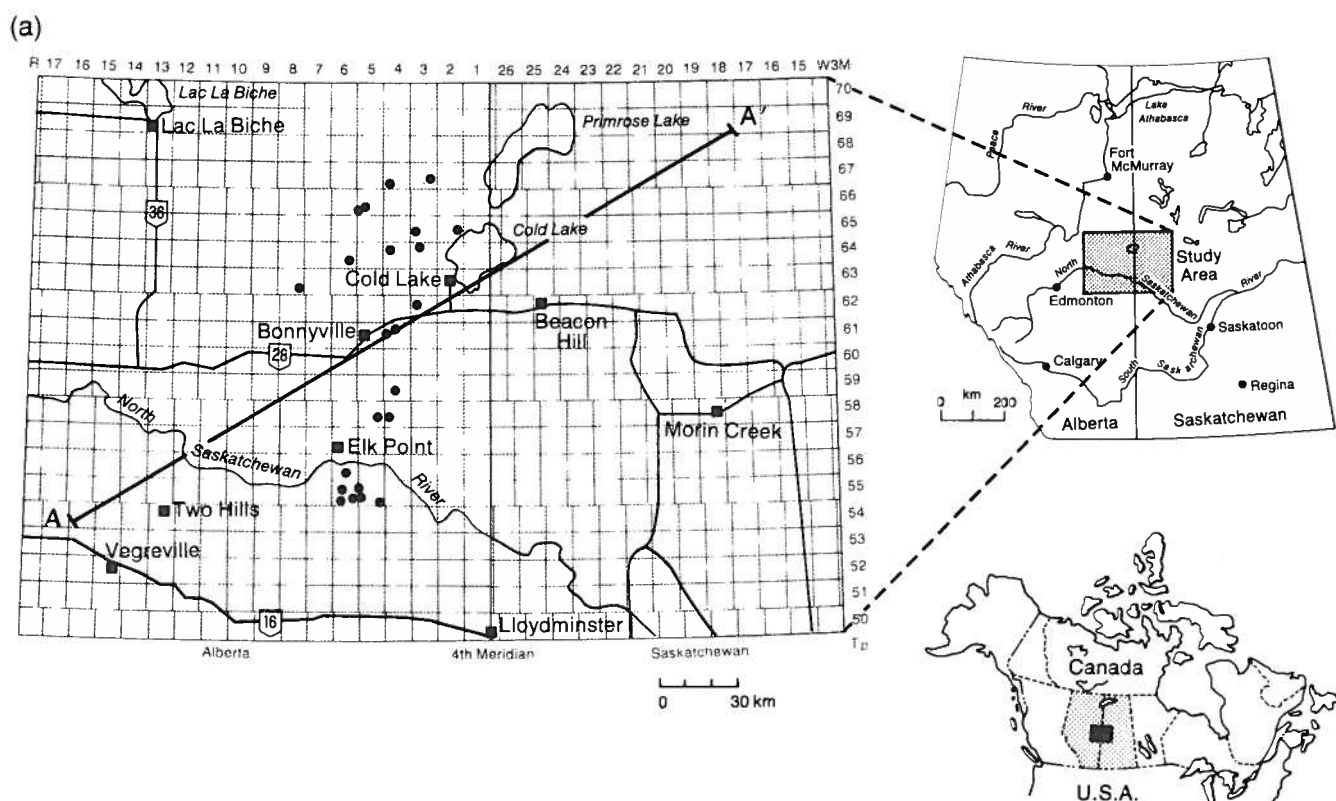 (a)
R 17 16 15 14 13 12 11 10 9 8 7 6 5 4 3 2 1 26 25 24 23 22 21 20 19 18 17 16 15 W3M
Lac La Biche
Lac La Biche
Primrose Lake
A'
70
69
68
67
66
65
64
63
62
61
60
59
58
57
56
55
54
53
52
51
50
Tp
36
Cold Lake
Cold Lake
Bonnyville
Beacon
Hill
28
North
Saskatchewan
River
Elk Point
Morin Creek
A
Two Hills
Vegreville
16
Lloydminster
Alberta
4th Meridian
Saskatchewan
0 30 km
Peace
River
Lake
Athabasca
Fort
McMurray
Athabasca
River
North
Saskatchewan
River
Study
Area
Edmonton
Saskatoon
Calgary
South
Saskatchewan
Regina
km
0 200
Alberta
Saskatchewan
Canada
U.S.A.